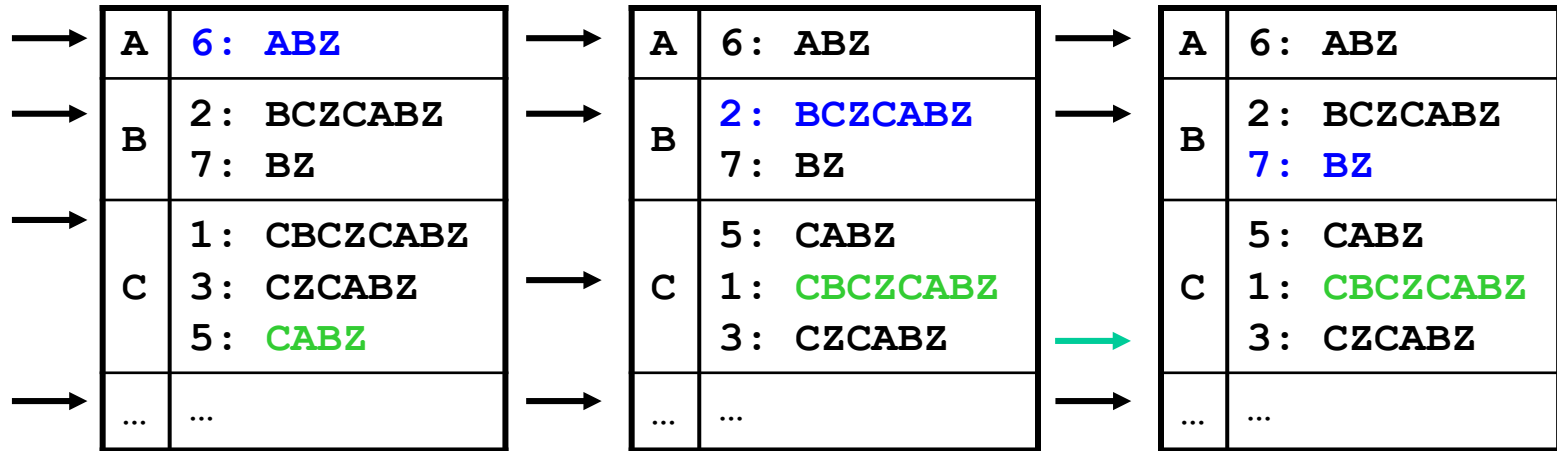 A 6: ABZ
B 2: BCZCABZ
7: BZ
C 1: CBCZCABZ
3: CZCABZ
5: CABZ
… …
A 6: ABZ
B 2: BCZCABZ
7: BZ
C 5: CABZ
1: CBCZCABZ
3: CZCABZ
… …
A 6: ABZ
B 2: BCZCABZ
7: BZ
C 5: CABZ
1: CBCZCABZ
3: CZCABZ
… …